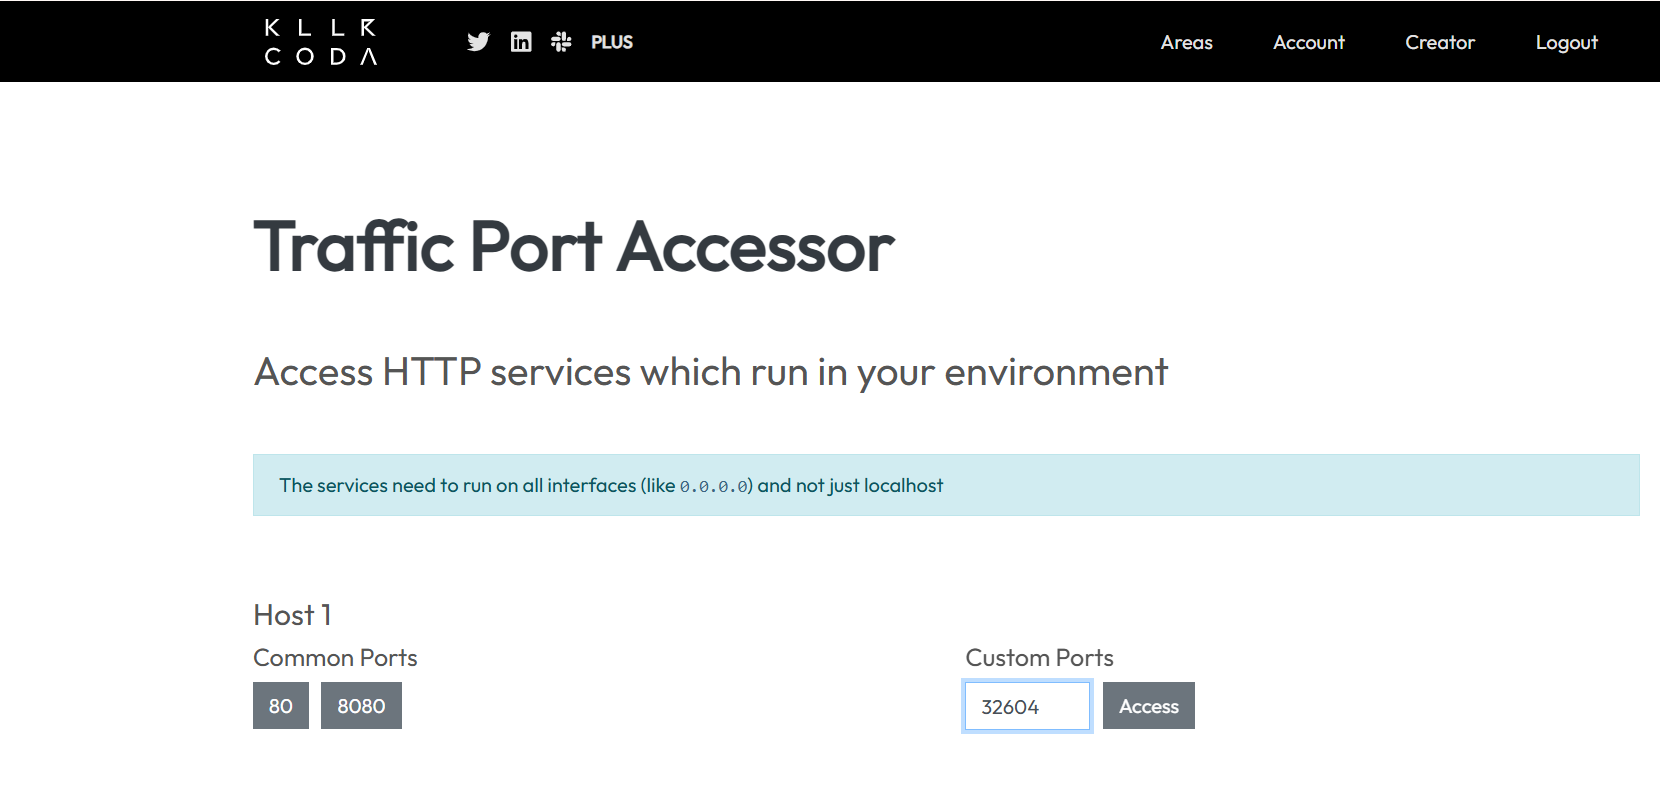 KLLR
CODA
PLUS
Areas
Account
Creator
Logout
Traffic Port Accessor
Access HTTP services which run in your environment
The services need to run on all interfaces (like 0.0.0.0) and not just localhost
Host 1
Common Ports
80
8080
Custom Ports
32604
Access